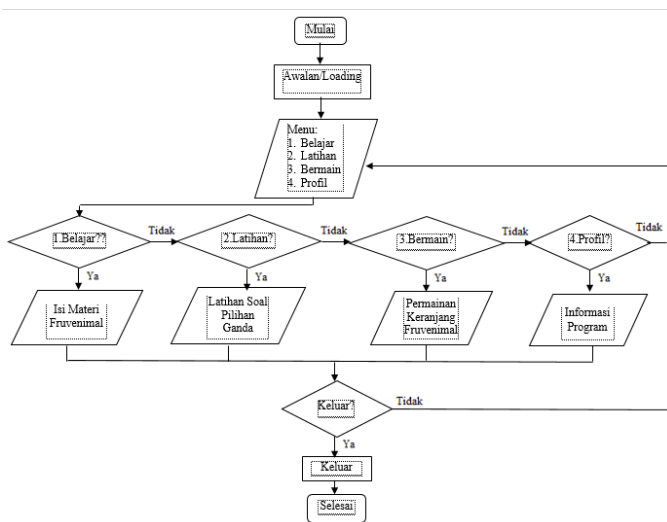 Mulai
Awalan/Loading
Menu:
1. Belajar
2. Latihan
3. Bermain
4. Profil
1.Belajar??
Tidak
2.Latihan?
Tidak
3.Bermain?
Tidak
4.Profil?
Tidak
Ya
Ya
Ya
Ya
Isi Materi
Fruvenimal
Latihan Soal
Pilihan
Ganda
Permainan
Keranjang
Fruvenimal
Informasi
Program
Keluar?
Tidak
Ya
Keluar
Selesai